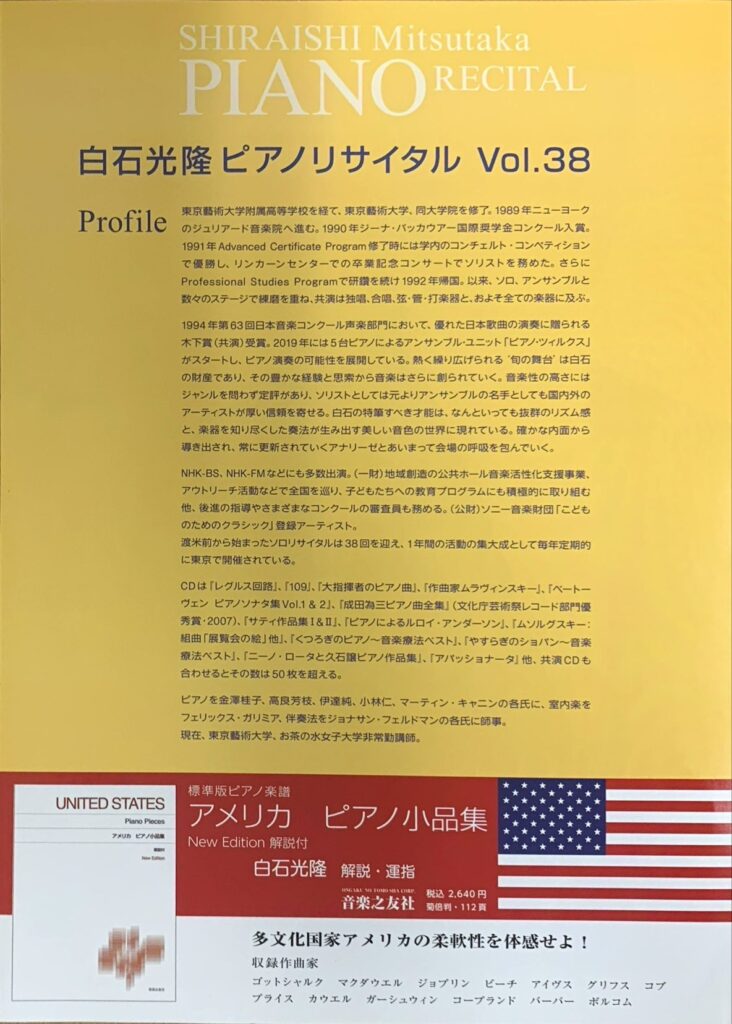 SHIRAISHI Mitsutaka
PIANO RECITAL
白石光隆 ピアノリサイタル Vol.38
Profile
東京藝術大学附属高等学校を経て、東京藝術大学、同大学院を修了。1989年ニューヨーク
のジュリアード音楽院へ進む。1990年ジーナ・バッカウアー国際奨学金コンクール入賞。
1991年Advanced Certificate Program修了時には学内のコンチェルト・コンペティション
で優勝し、リンカーンセンターでの卒業記念コンサートでソリストを務めた。さらに
Professional Studies Programで研鑽を続け1992年帰国。以来、ソロ、アンサンブルと
数々のステージで練磨を重ね、共演は独唱、合唱、弦・管・打楽器と、およそ全ての楽器に及ぶ。
1994年第63回日本音楽コンクール声楽部門において、優れた日本歌曲の演奏に贈られる
木下賞(共演)受賞。2019年には5台ピアノによるアンサンブル・ユニット「ピアノ・ツィルクス」
がスタートし、ピアノ演奏の可能性を展開している。熱く繰り広げられる‘旬の舞台’は白石
の財産であり、その豊かな経験と思索から音楽はさらに創られていく。音楽性の高さには
ジャンルを問わず定評があり、ソリストとしては元よりアンサンブルの名手としても国内外の
アーティストが厚い信頼を寄せる。白石の特筆すべき才能は、なんといっても抜群のリズム感
と、楽器を知り尽くした奏法が生み出す美しい音色の世界に現れている。確かな内面から
導き出され、常に更新されていくアナリーゼとあいまって会場の呼吸を包んでいく。
NHK-BS、NHK-FMなどにも多数出演。(一財)地域創造の公共ホール音楽活性化支援事業、
アウトリーチ活動などで全国を巡り、子どもたちへの教育プログラムにも積極的に取り組む
他、後進の指導やさまざまなコンクールの審査員も務める。(公財)ソニー音楽財団「こども
のためのクラシック」登録アーティスト。
渡米前から始まったソロリサイタルは38回を迎え、1年間の活動の集大成として毎年定期的
に東京で開催されている。
CDは『レグルス回路』、『109』、『大指揮者のピアノ曲』、『作曲家ムラヴィンスキー』、『ベートー
ヴェン ピアノソナタ集Vol.1 & 2』、『成田為三ピアノ曲全集』(文化庁芸術祭レコード部門優
秀賞・2007)、『サティ作品集Ⅰ&Ⅱ』、『ピアノによるルロイ・アンダーソン』、『ムソルグスキー:
組曲「展覧会の絵」他』、『くつろぎのピアノ〜音楽療法ベスト』、『やすらぎのショパン〜音楽
療法ベスト』、『ニーノ・ロータと久石譲ピアノ作品集』、『アパッショナータ』他、共演CDも
合わせるとその数は50枚を超える。
ピアノを金澤桂子、高良芳枝、伊達純、小林仁、マーティン・キャニンの各氏に、室内楽を
フェリックス・ガリミア、伴奏法をジョナサン・フェルドマンの各氏に師事。
現在、東京藝術大学、お茶の水女子大学非常勤講師。
UNITED STATES
Piano Pieces
アメリカ ピアノ小品集
解説付
New Edition
音楽之友社
標準版ピアノ楽譜
アメリカ ピアノ小品集
New Edition 解説付
白石光隆 解説・運指
ONGAKU NO TOMO SHA CORP.
音楽之友社
税込 2,640円
菊倍判・112頁
多文化国家アメリカの柔軟性を体感せよ!
収録作曲家
ゴットシャルク マクダウエル ジョプリン ビーチ アイヴス グリフス コブ
プライス カウエル ガーシュウィン コープランド バーバー ボルコム